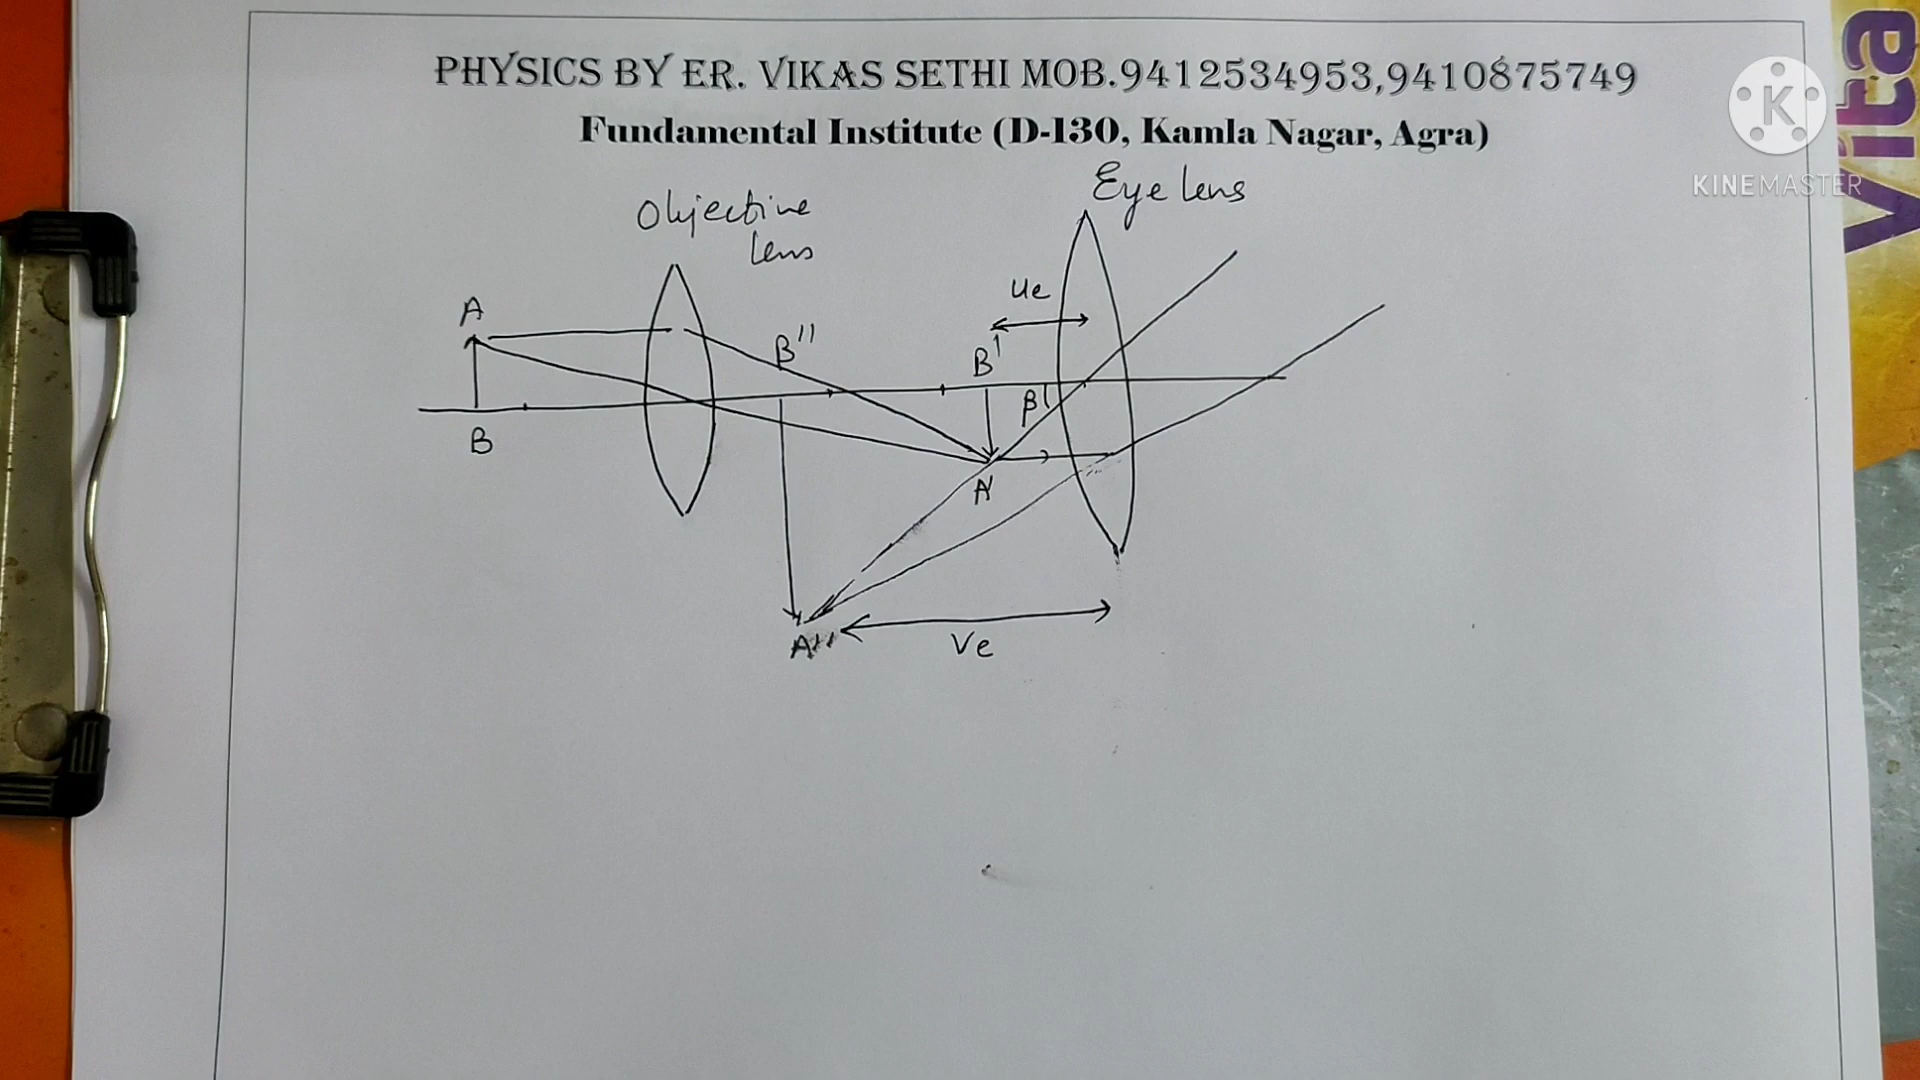 PHYSICS BY ER. VIKAS SETHI MOB.9412534953,9410875749
Fundamental Institute (D-130, Kamla Nagar, Agra)
K
KINEMASTER
Vita
Objective
lens
Eye lens
A
B
B''
B'
ue
β'
A'
A''
Ve